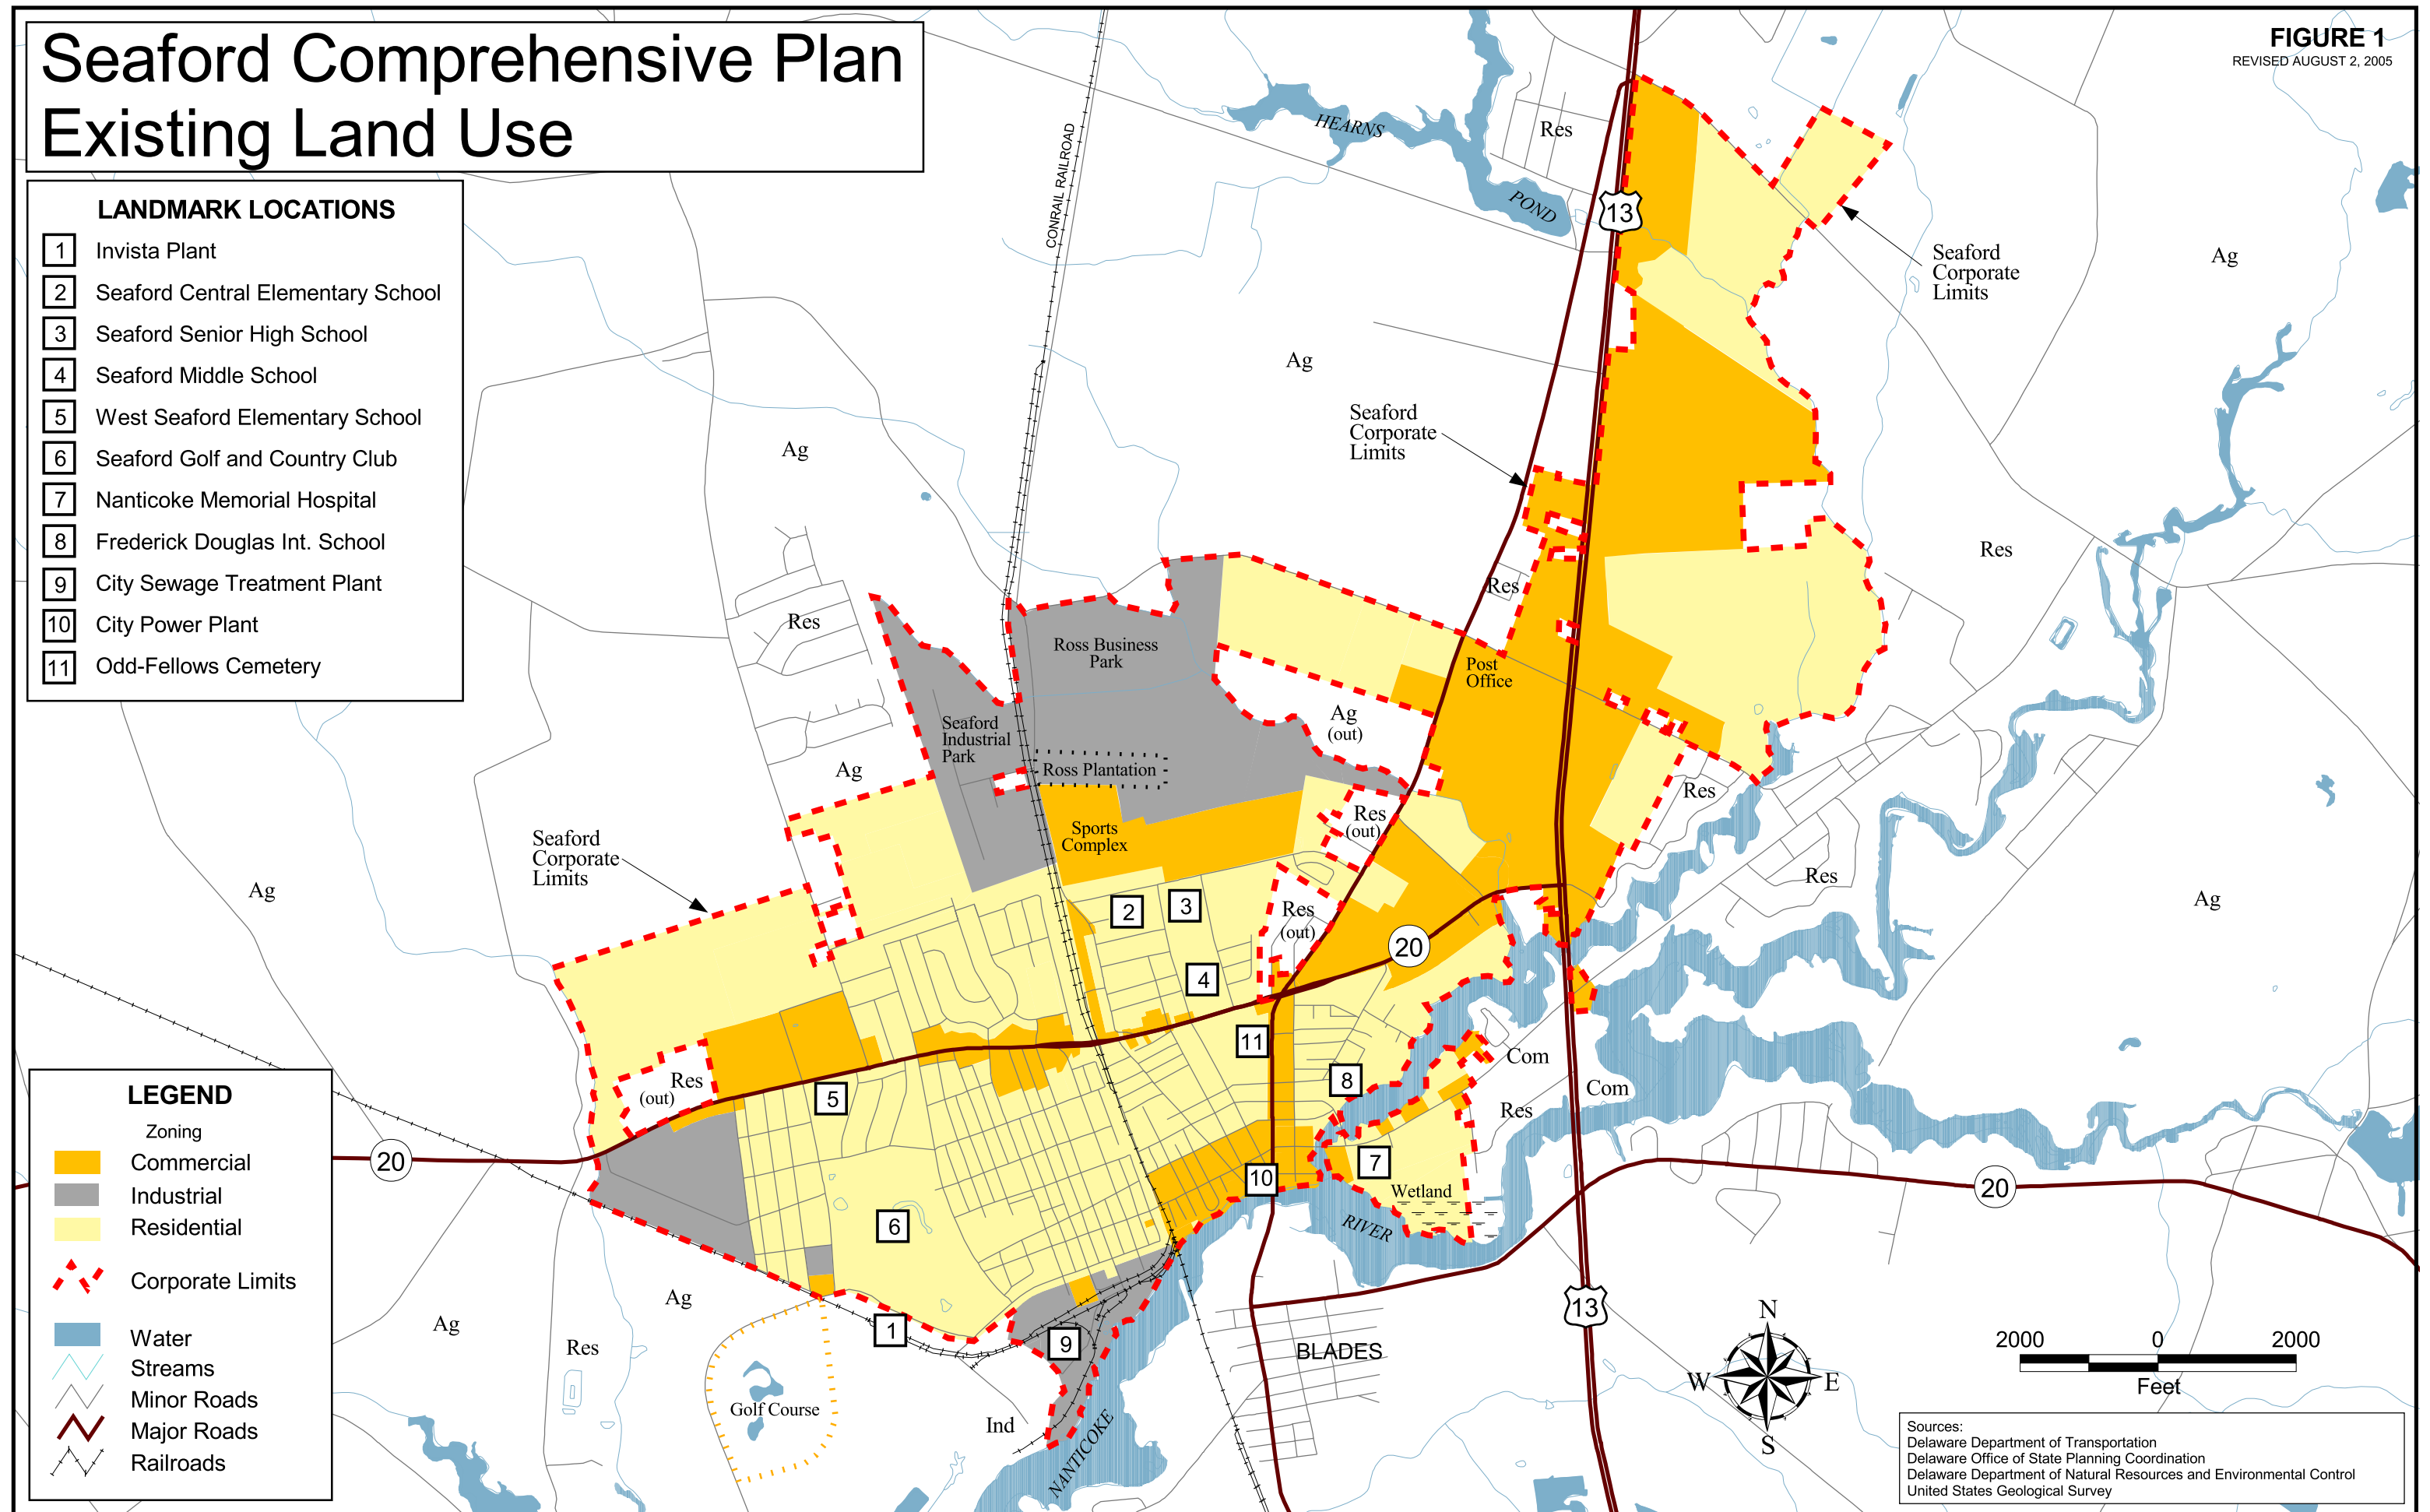 Seaford Comprehensive Plan
Existing Land Use
FIGURE 1
REVISED AUGUST 2, 2005
LANDMARK LOCATIONS
1 Invista Plant
2 Seaford Central Elementary School
3 Seaford Senior High School
4 Seaford Middle School
5 West Seaford Elementary School
6 Seaford Golf and Country Club
7 Nanticoke Memorial Hospital
8 Frederick Douglas Int. School
9 City Sewage Treatment Plant
10 City Power Plant
11 Odd-Fellows Cemetery
CONRAIL RAILROAD
HEARNS
POND
Res
13
Seaford
Corporate
Limits
Ag
Ag
Seaford
Corporate
Limits
Ag
Res
Res
Res
Ross Business
Park
Post
Office
Seaford
Industrial
Park
Ag
(out)
Ag
Ross Plantation
Res
Res
(out)
Sports
Complex
Seaford
Corporate
Limits
Ag
Res
Ag
2
3
Res
(out)
20
4
11
Com
Com
Res
(out)
8
5
Res
20
7
10
Wetland
20
6
RIVER
Ag
Ag
Res
1
9
13
BLADES
Golf Course
Ind
NANTICOKE
N
W
E
S
2000 0 2000
Feet
LEGEND
Zoning
Commercial
Industrial
Residential
Corporate Limits
Water
Streams
Minor Roads
Major Roads
Railroads
Sources:
Delaware Department of Transportation
Delaware Office of State Planning Coordination
Delaware Department of Natural Resources and Environmental Control
United States Geological Survey